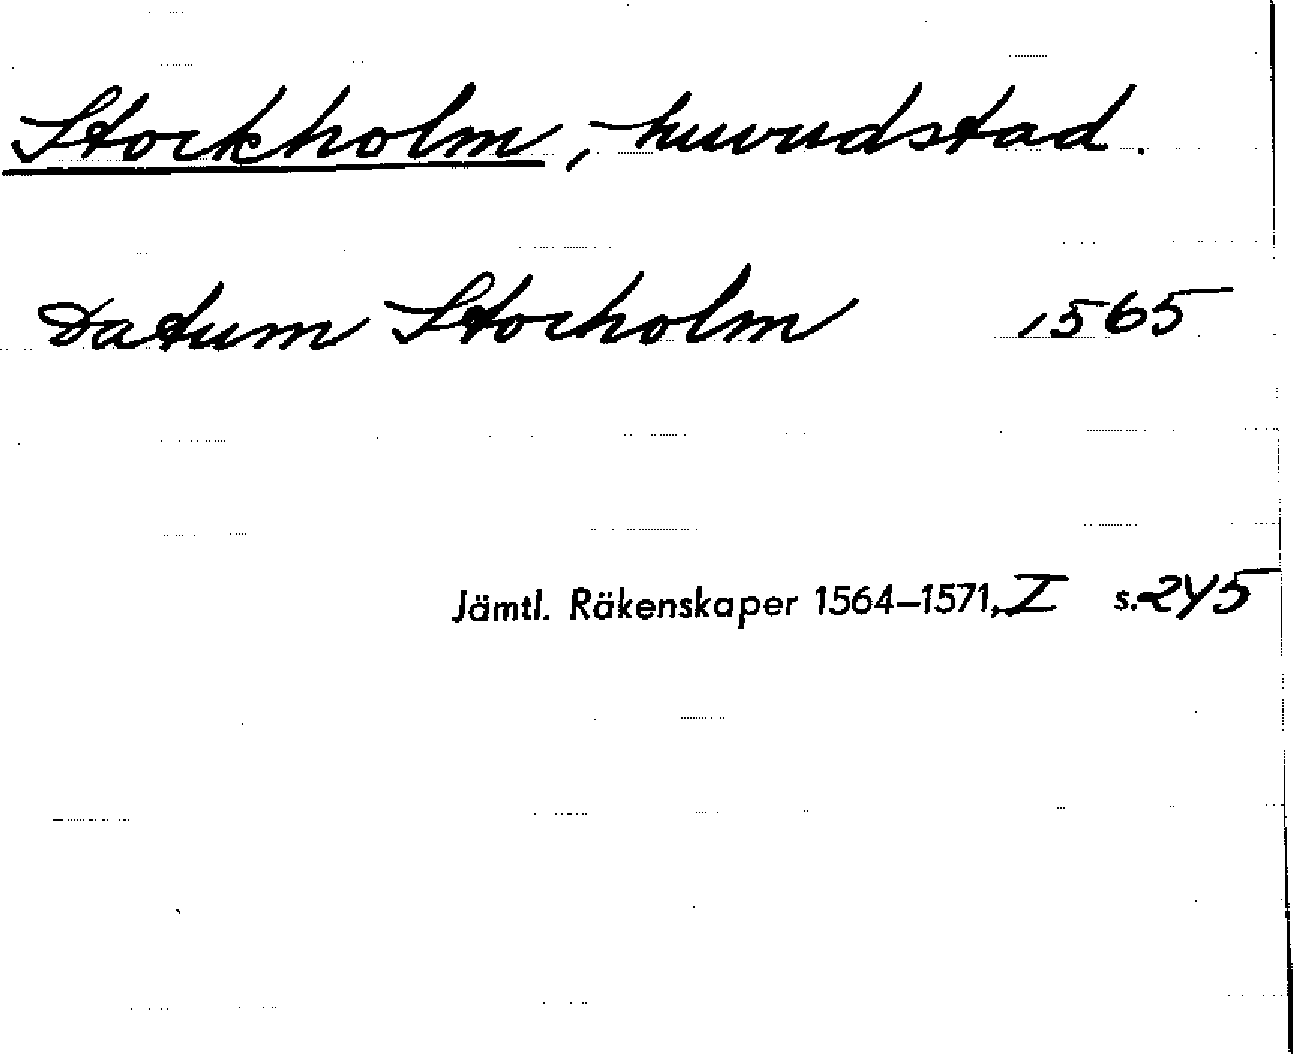 Stockholm, huvudstad.
Datum Stocholm 1565
Jämtl. Räkenskaper 1564–1571, I s. 245